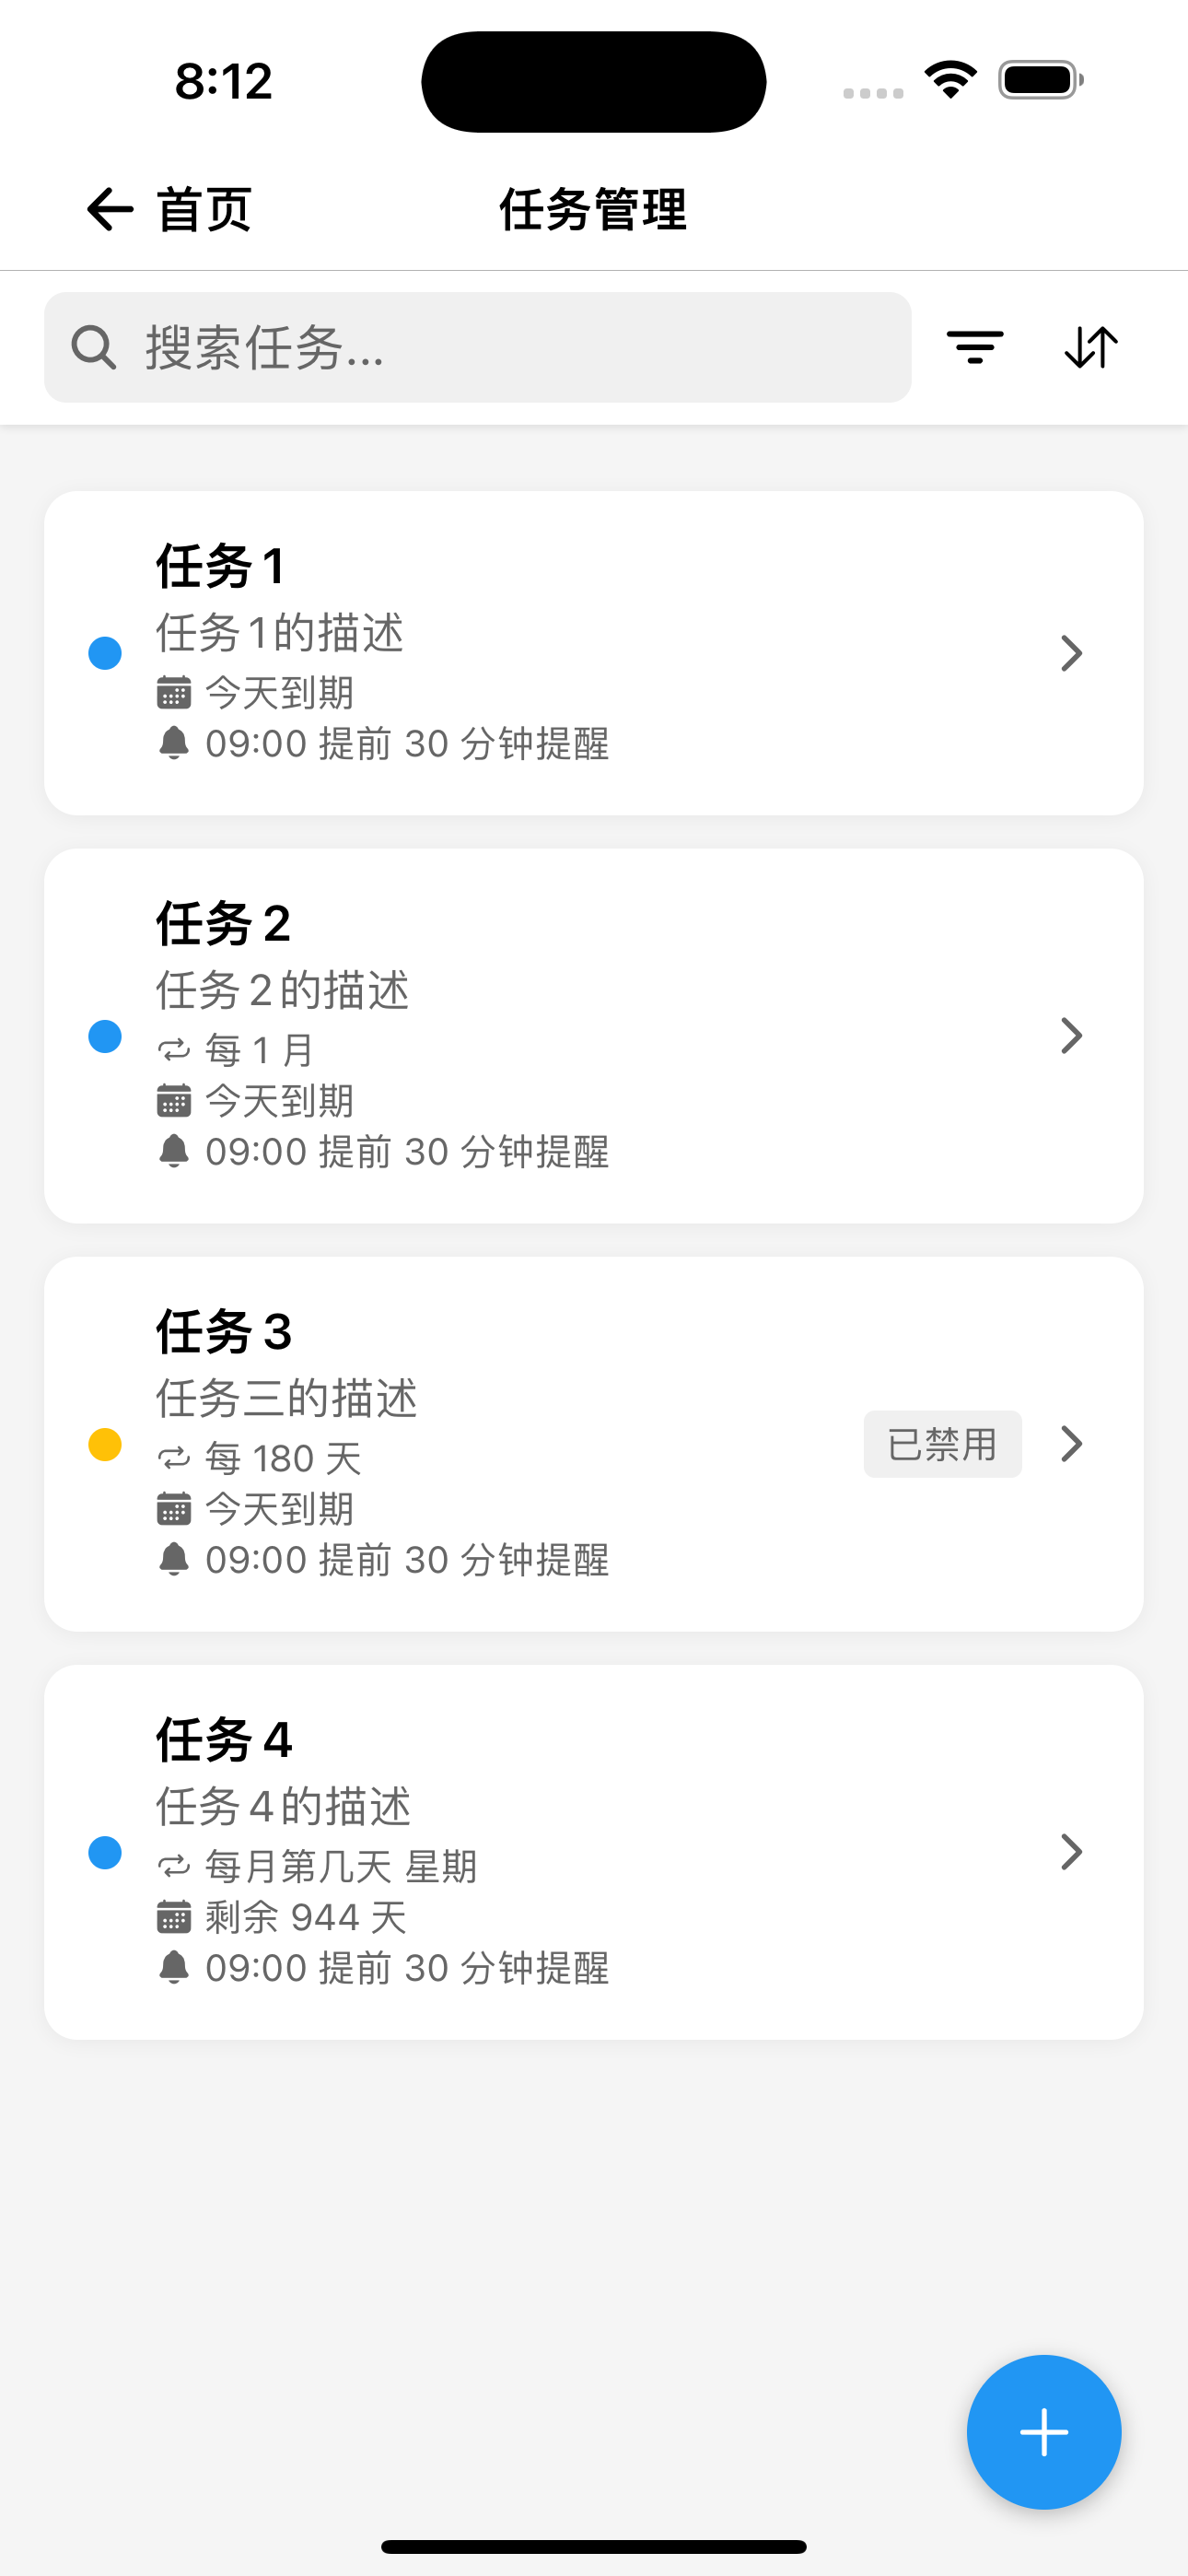 8:12
首页
任务管理
搜索任务...
任务 1
任务 1 的描述
今天到期
09:00 提前 30 分钟提醒
任务 2
任务 2 的描述
每 1 月
今天到期
09:00 提前 30 分钟提醒
任务 3
任务三的描述
每 180 天
已禁用
今天到期
09:00 提前 30 分钟提醒
任务 4
任务 4 的描述
每月第几天 星期
剩余 944 天
09:00 提前 30 分钟提醒